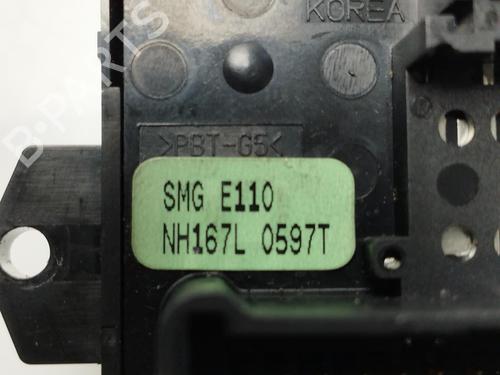 KOREA
>PBT-G5<
SMG E110
NH167L 0597T
B-PARTS